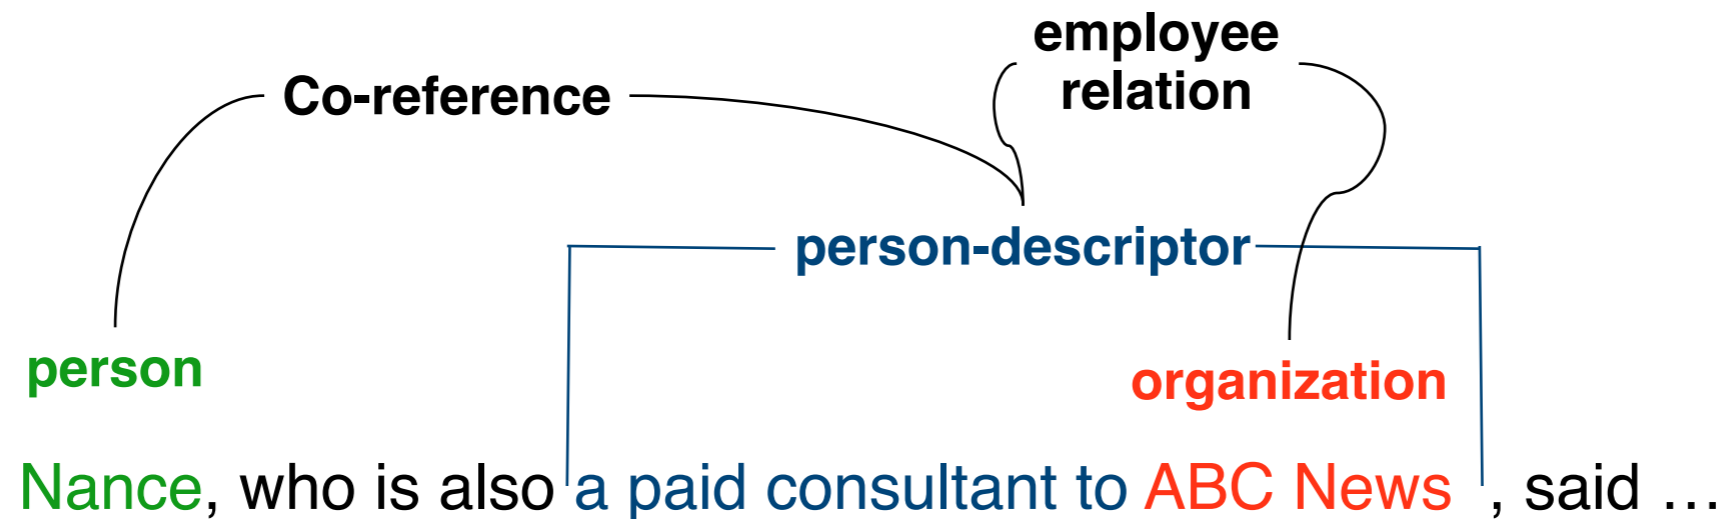 employee
relation
Co-reference
person-descriptor
person
organization
Nance, who is also a paid consultant to ABC News , said …